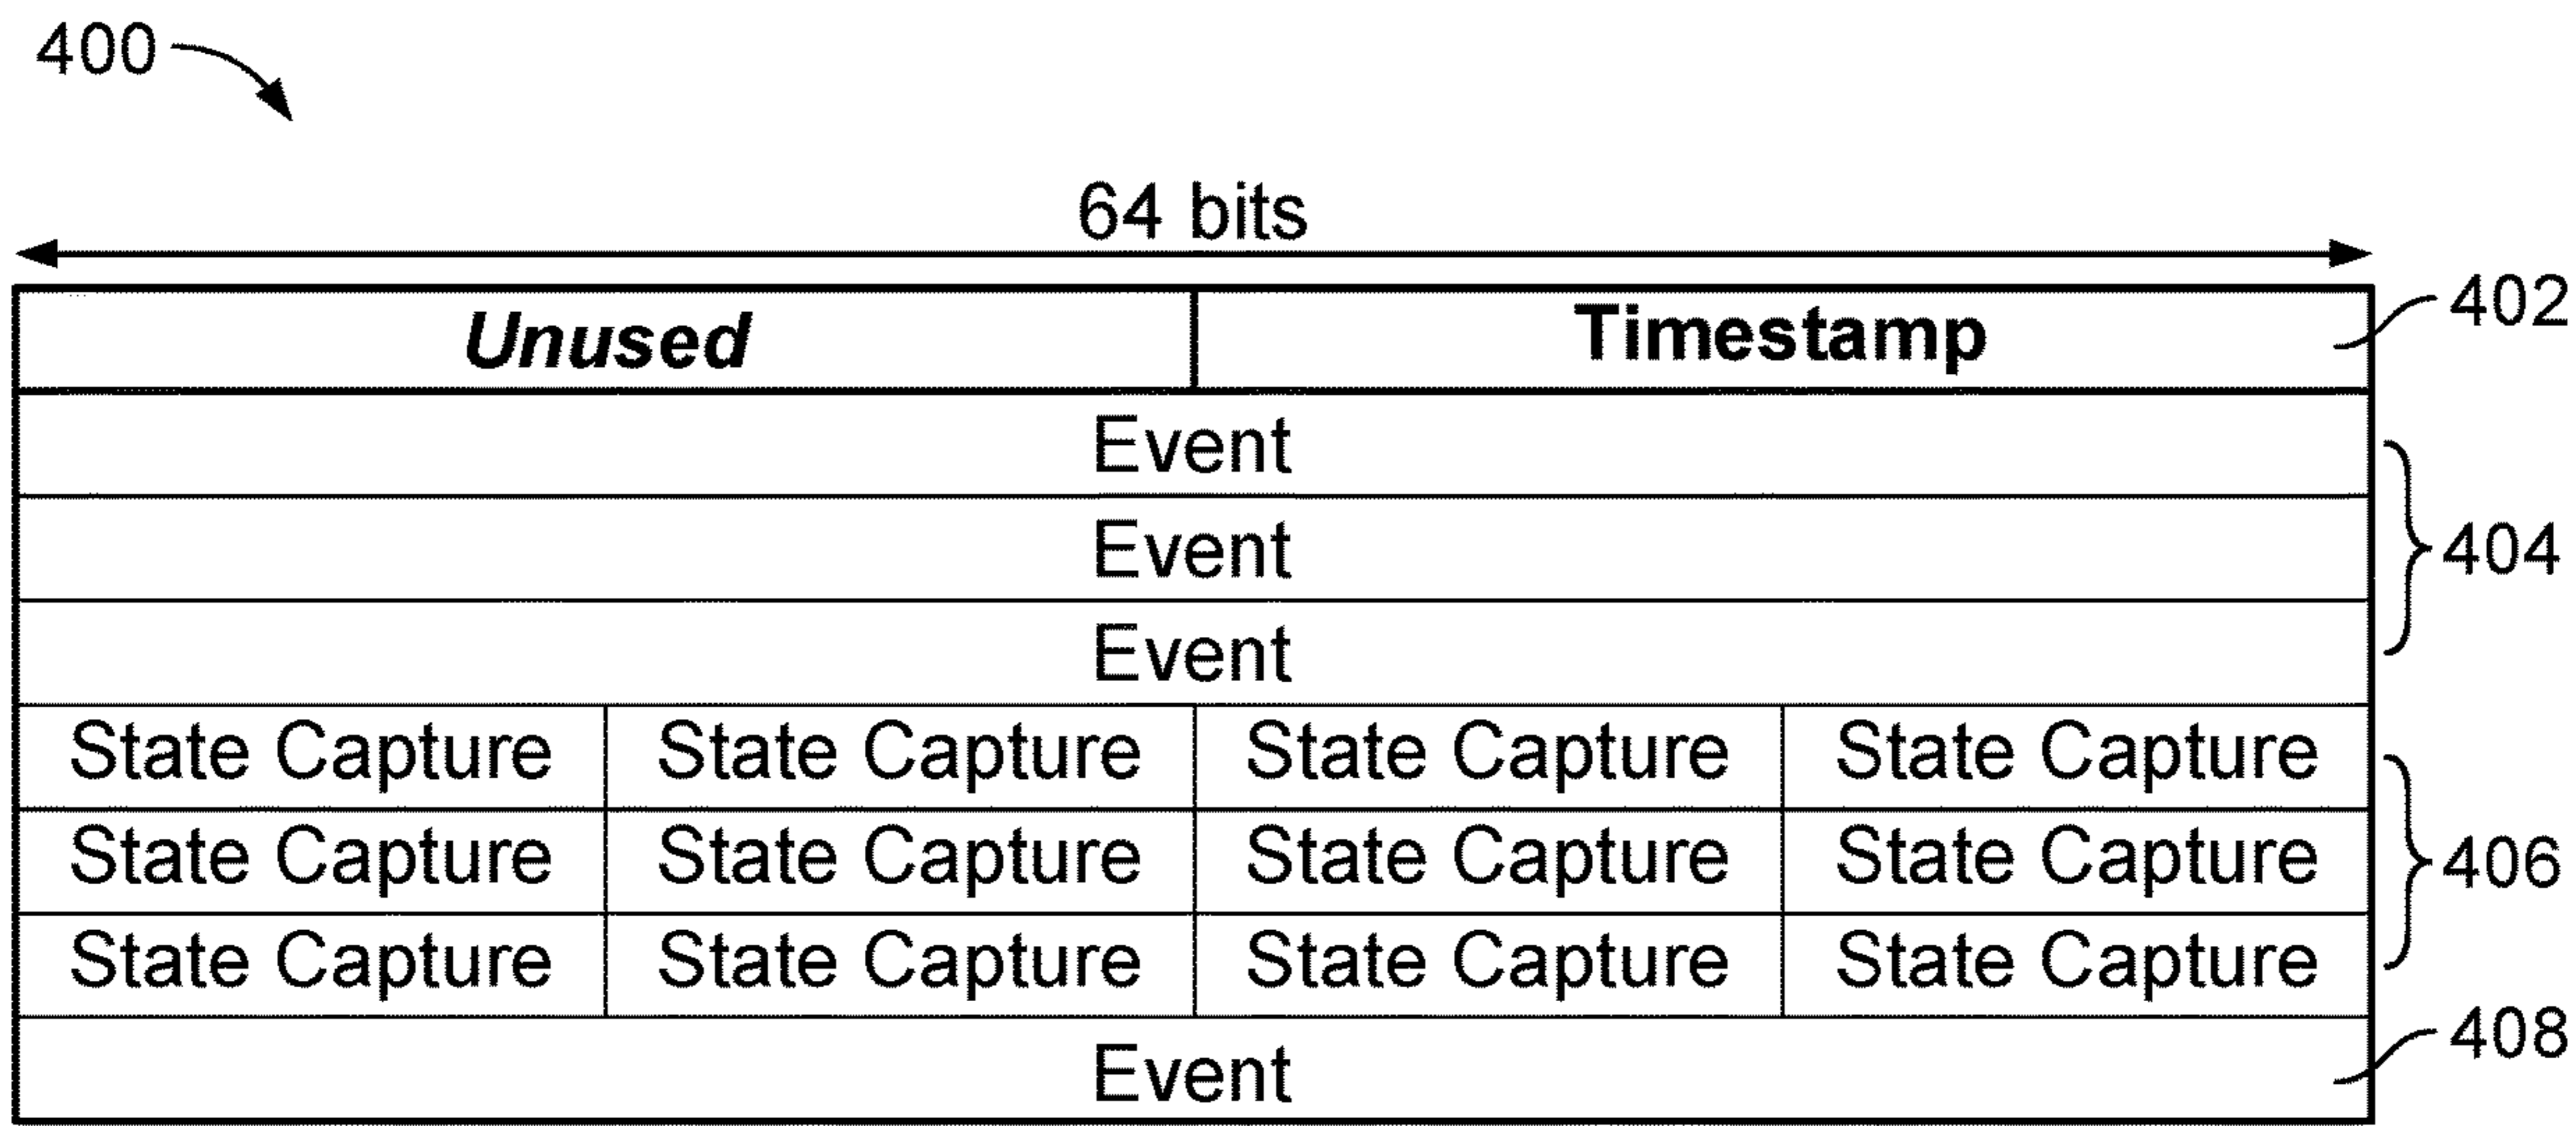 400
64 bits
Unused Timestamp 402
Event
Event 404
Event
State Capture State Capture State Capture State Capture
State Capture State Capture State Capture State Capture 406
State Capture State Capture State Capture State Capture
Event 408